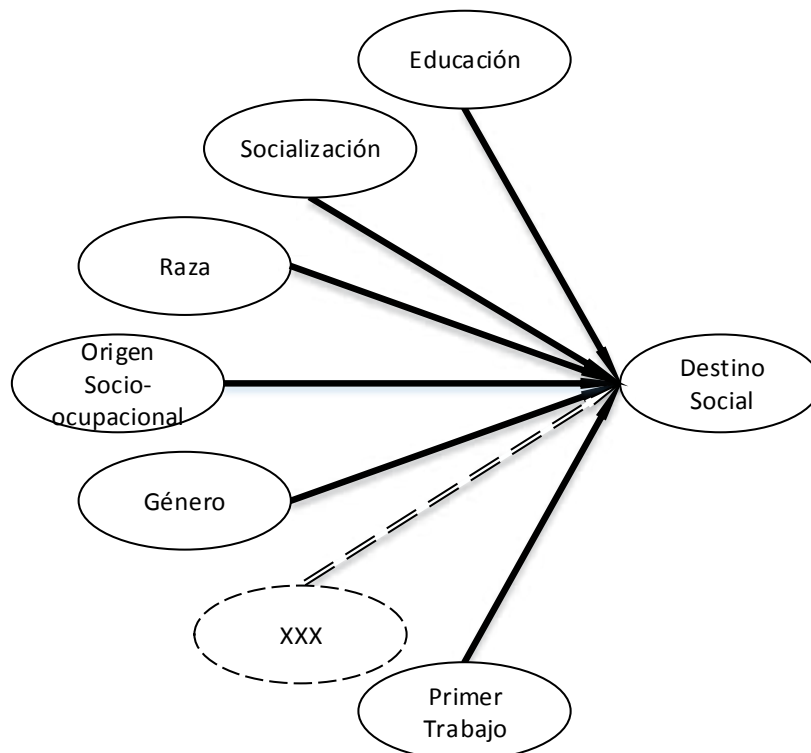 Educación
Socialización
Raza
Origen
Socio-
ocupacional
Destino
Social
Género
XXX
Primer
Trabajo